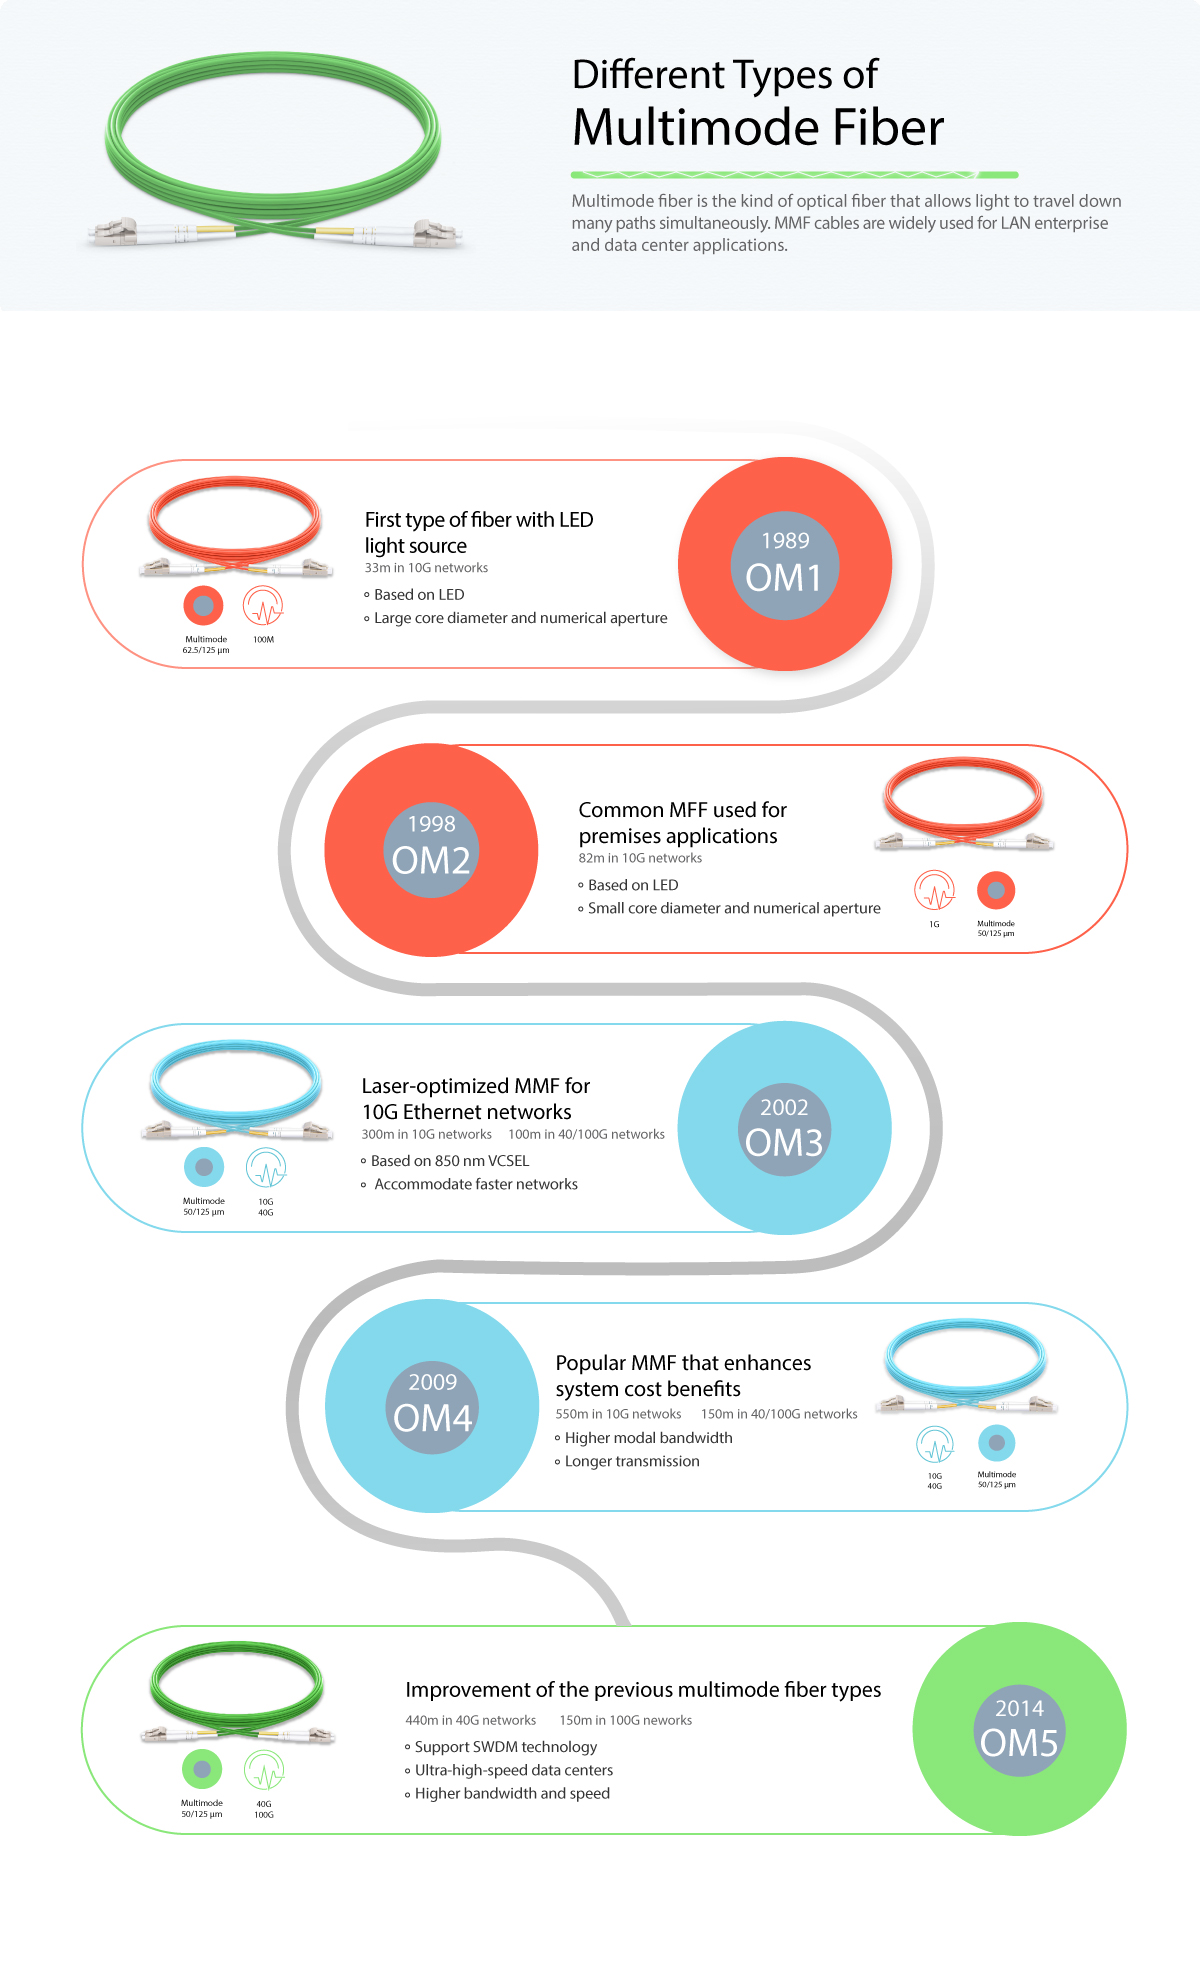 Different Types of
Multimode Fiber
Multimode fiber is the kind of optical fiber that allows light to travel down
many paths simultaneously. MMF cables are widely used for LAN enterprise
and data center applications.
First type of fiber with LED
light source
33m in 10G networks
Based on LED
Large core diameter and numerical aperture
Multimode
62.5/125 μm
100M
1989
OM1
1998
OM2
Common MFF used for
premises applications
82m in 10G networks
Based on LED
Small core diameter and numerical aperture
1G
Multimode
50/125 μm
Laser-optimized MMF for
10G Ethernet networks
300m in 10G networks 100m in 40/100G networks
Based on 850 nm VCSEL
Accommodate faster networks
Multimode
50/125 μm
10G
40G
2002
OM3
2009
OM4
Popular MMF that enhances
system cost benefits
550m in 10G netwoks 150m in 40/100G networks
Higher modal bandwidth
Longer transmission
10G
40G
Multimode
50/125 μm
Improvement of the previous multimode fiber types
440m in 40G networks 150m in 100G neworks
Support SWDM technology
Ultra-high-speed data centers
Higher bandwidth and speed
Multimode
50/125 μm
40G
100G
2014
OM5